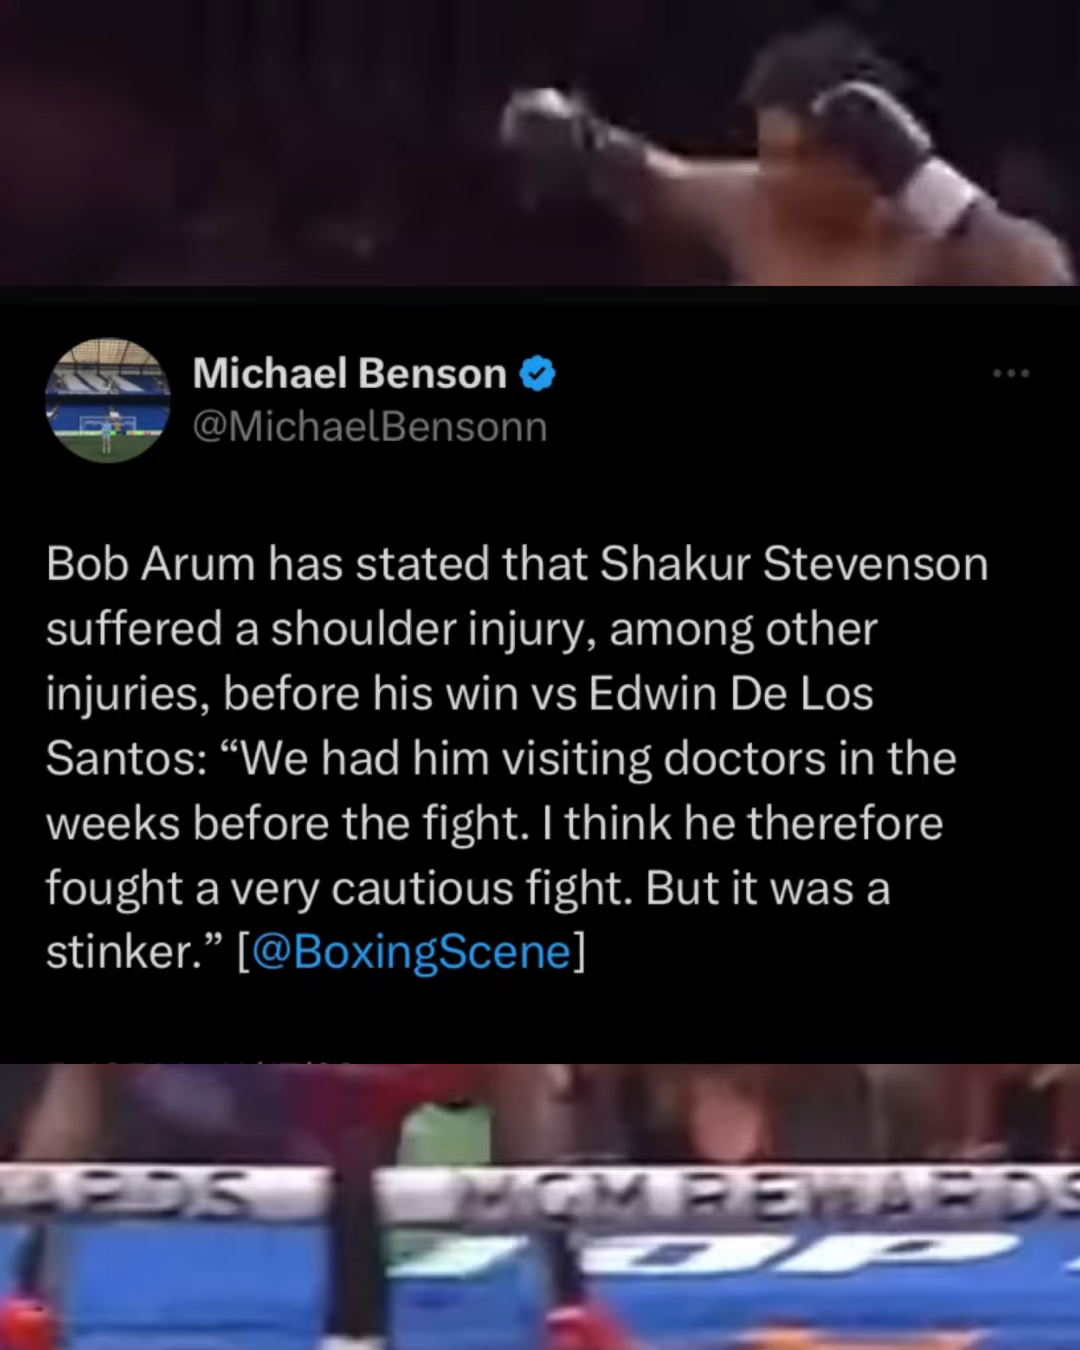 Michael Benson
@MichaelBensonn
Bob Arum has stated that Shakur Stevenson
suffered a shoulder injury, among other
injuries, before his win vs Edwin De Los
Santos: “We had him visiting doctors in the
weeks before the fight. I think he therefore
fought a very cautious fight. But it was a
stinker.” [@BoxingScene]
ARDS MGM REWARDS
TOP